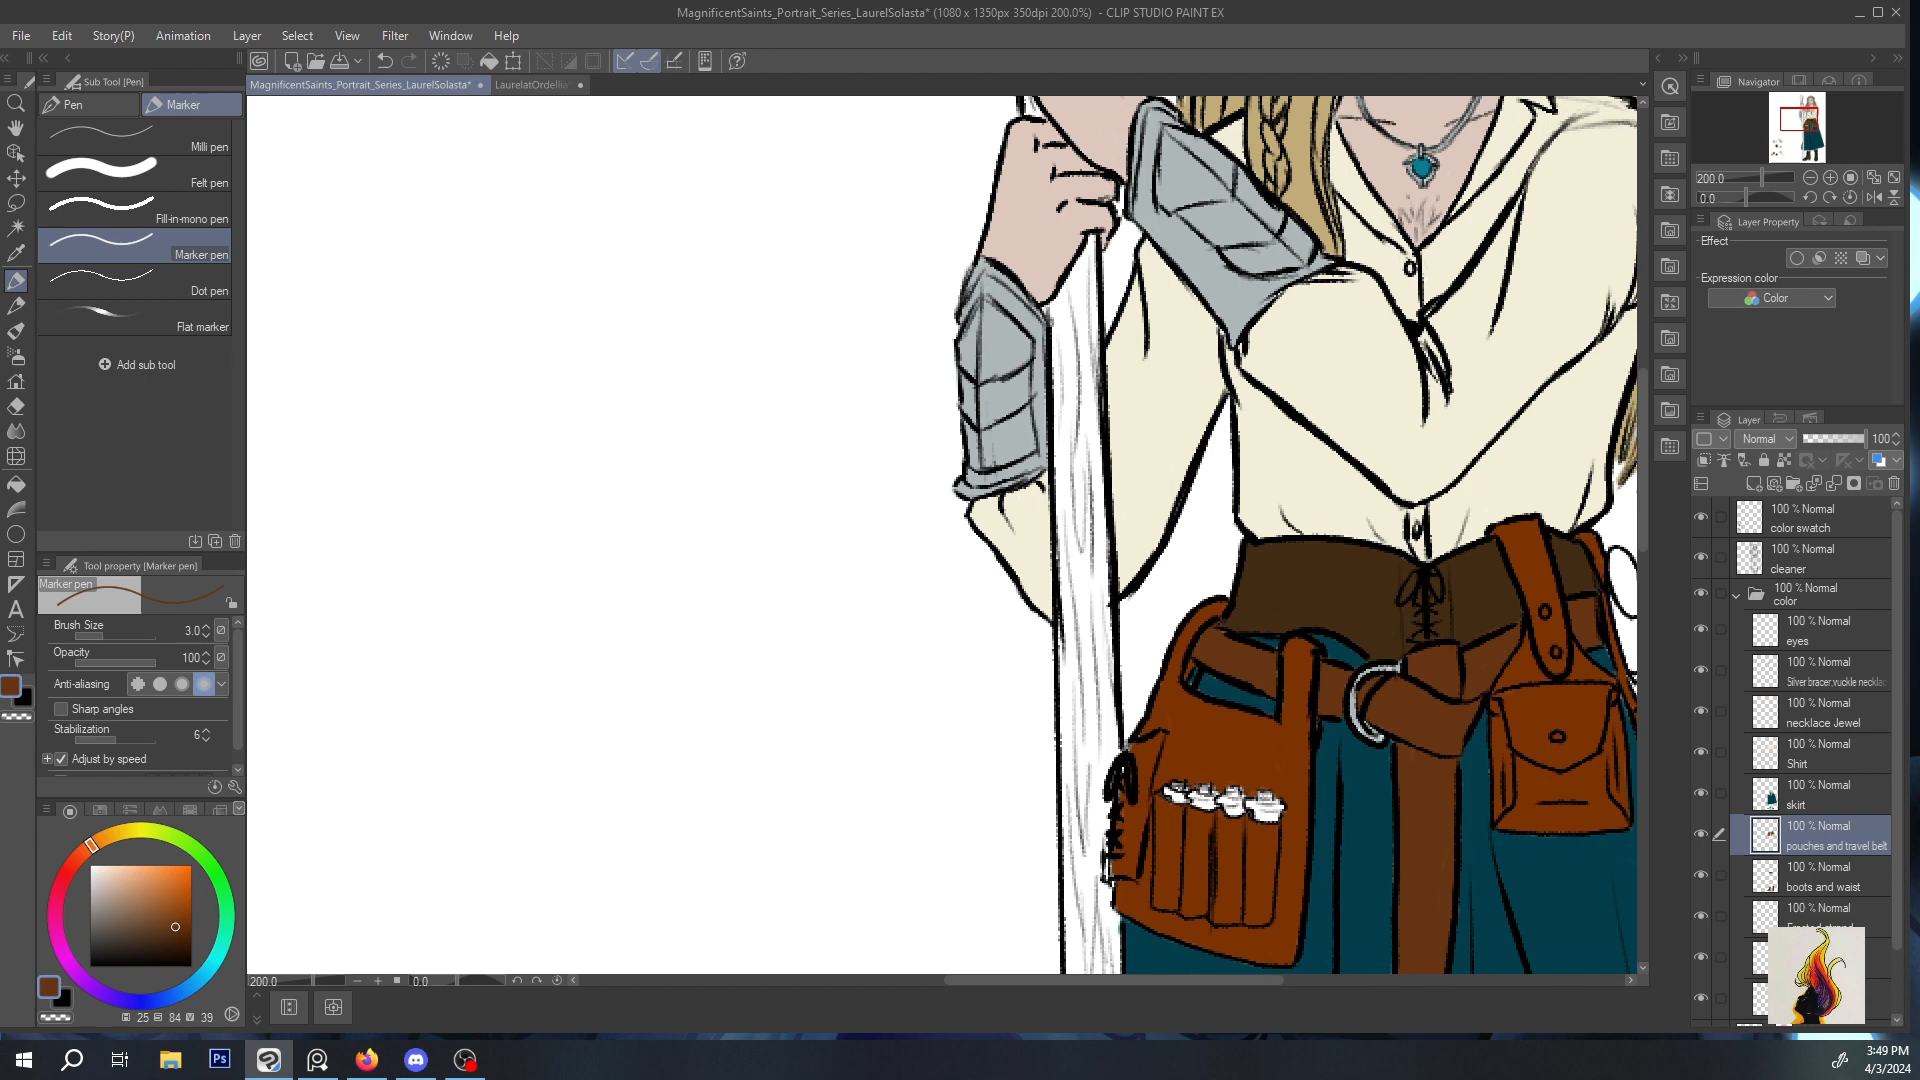 MagnificentSaints_Portrait_Series_LaurelSolasta* (1080 x 1350px 350dpi 200.0%) - CLIP STUDIO PAINT EX
File Edit Story(P) Animation Layer Select View Filter Window Help
Sub Tool [Pen]
MagnificentSaints_Portrait_Series_LaurelSolasta*
LaurelatOrdellia
Navigator
Pen
Marker
Milli pen
Felt pen
Fill-in-mono pen
Marker pen
Dot pen
Flat marker
Add sub tool
200.0
0.0
Layer Property
Effect
Expression color
Color
Layer
Normal
100
100 % Normal
color swatch
100 % Normal
cleaner
100 % Normal
color
100 % Normal
eyes
100 % Normal
Silver bracer,vuckle necklac
100 % Normal
necklace Jewel
100 % Normal
Shirt
100 % Normal
skirt
100 % Normal
pouches and travel belt
100 % Normal
boots and waist
100 % Normal
Tool property [Marker pen]
Marker pen
Brush Size
3.0
Opacity
100
Anti-aliasing
Sharp angles
Stabilization
6
Adjust by speed
25 84 39
200.0
0.0
Ps
3:49 PM
4/3/2024